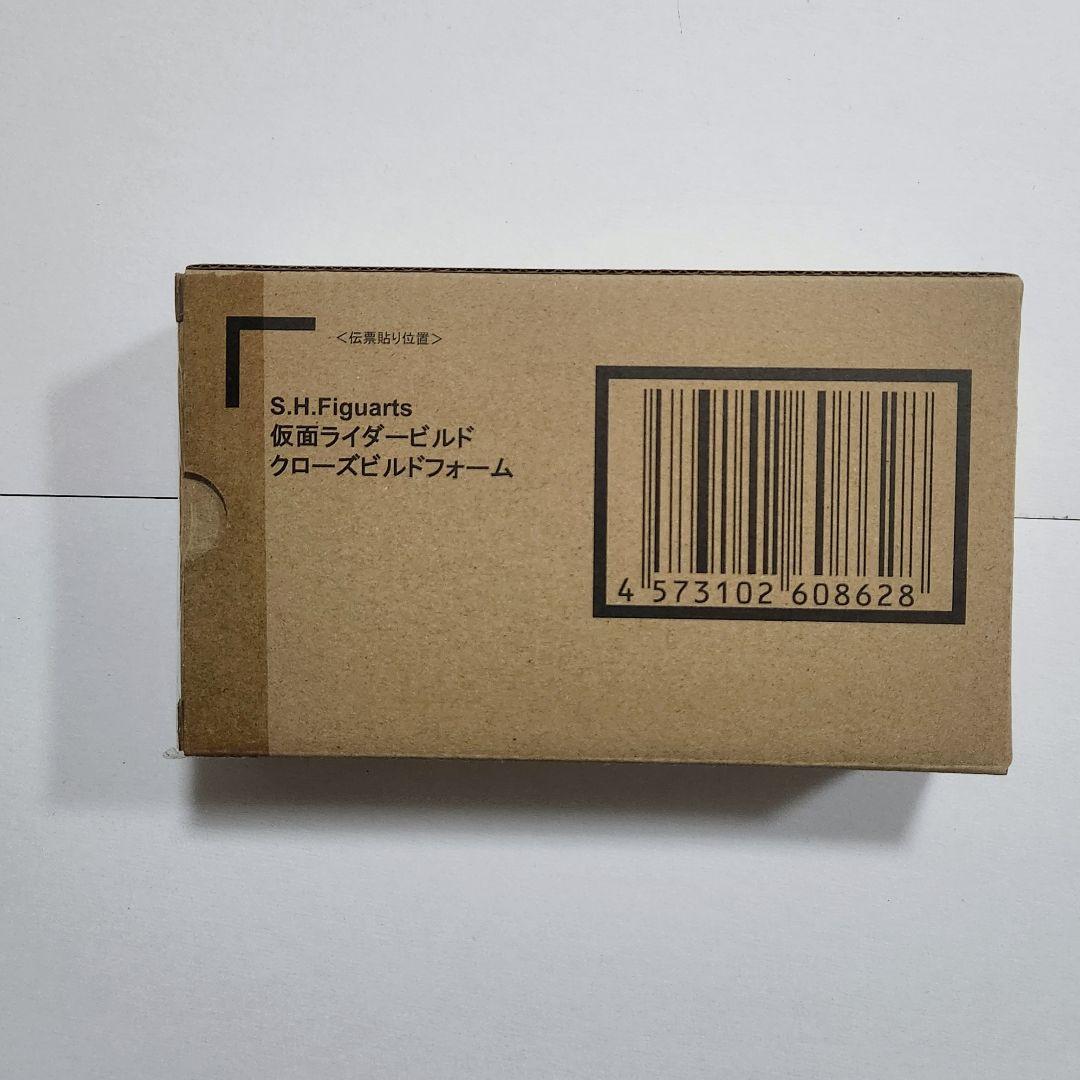 <伝票貼り位置>
S.H.Figuarts
仮面ライダービルド
クローズビルドフォーム
4 573102 608628